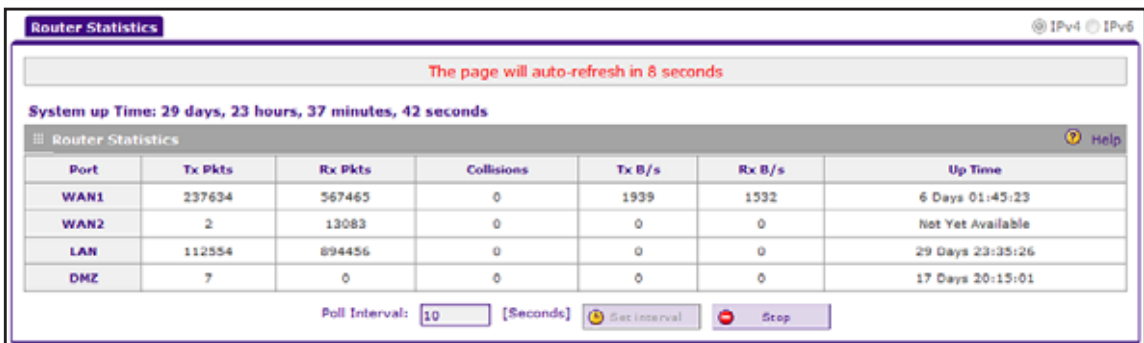 Router Statistics IPv4 IPv6
The page will auto-refresh in 8 seconds
System up Time: 29 days, 23 hours, 37 minutes, 42 seconds
Router Statistics Help
Port Tx Pkts Rx Pkts Collisions Tx B/s Rx B/s Up Time
WAN1 237634 567465 0 1939 1532 6 Days 01:45:23
WAN2 2 13083 0 0 0 Not Yet Available
LAN 112554 894456 0 0 0 29 Days 23:35:26
DMZ 7 0 0 0 0 17 Days 20:15:01
Poll Interval: 10 [Seconds] Set interval Stop